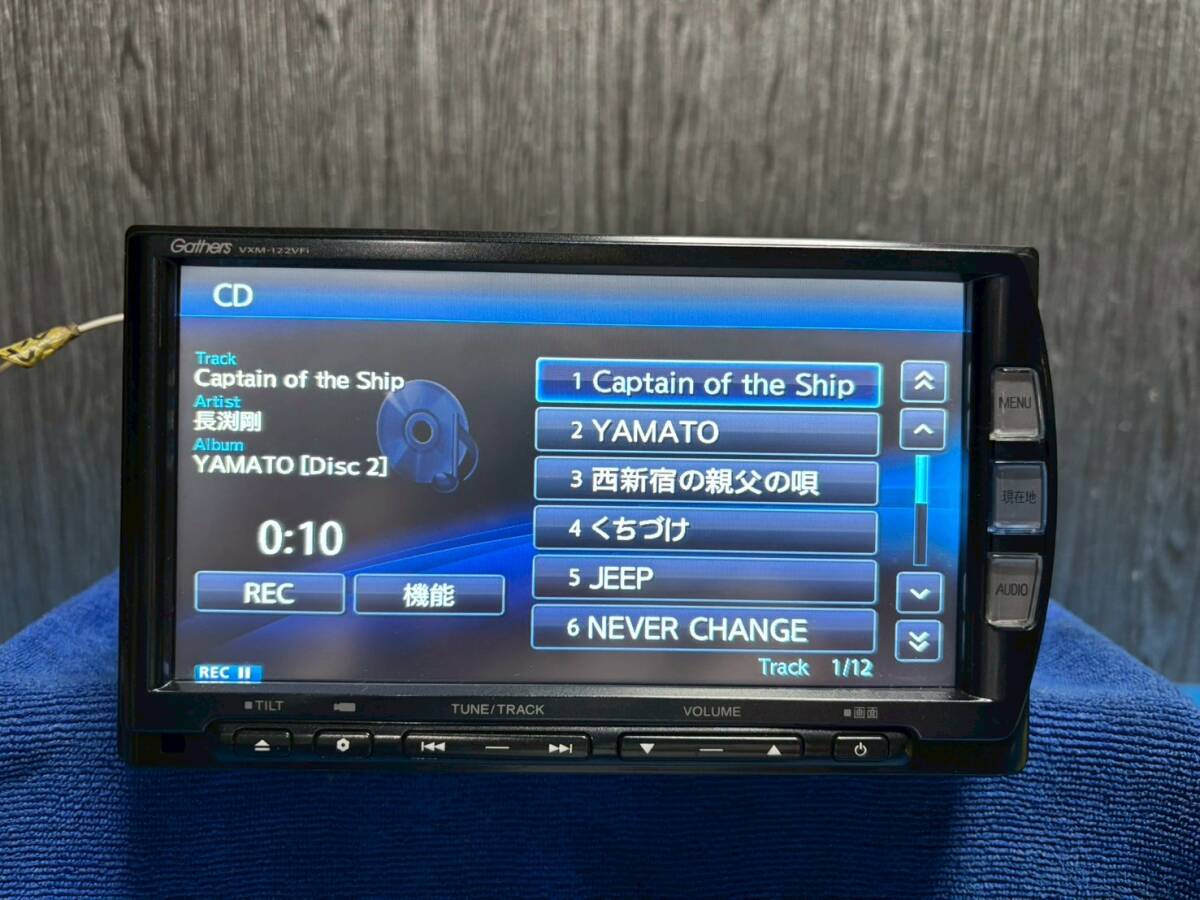 Gathers VXM-122VFi
CD
Track
Captain of the Ship
Artist
長渕剛
Album
YAMATO [Disc 2]
0:10
REC
機能
REC
1 Captain of the Ship
2 YAMATO
3 西新宿の親父の唄
4 くちづけ
5 JEEP
6 NEVER CHANGE
Track 1/12
MENU
現在地
AUDIO
TILT
TUNE/TRACK
VOLUME
画面